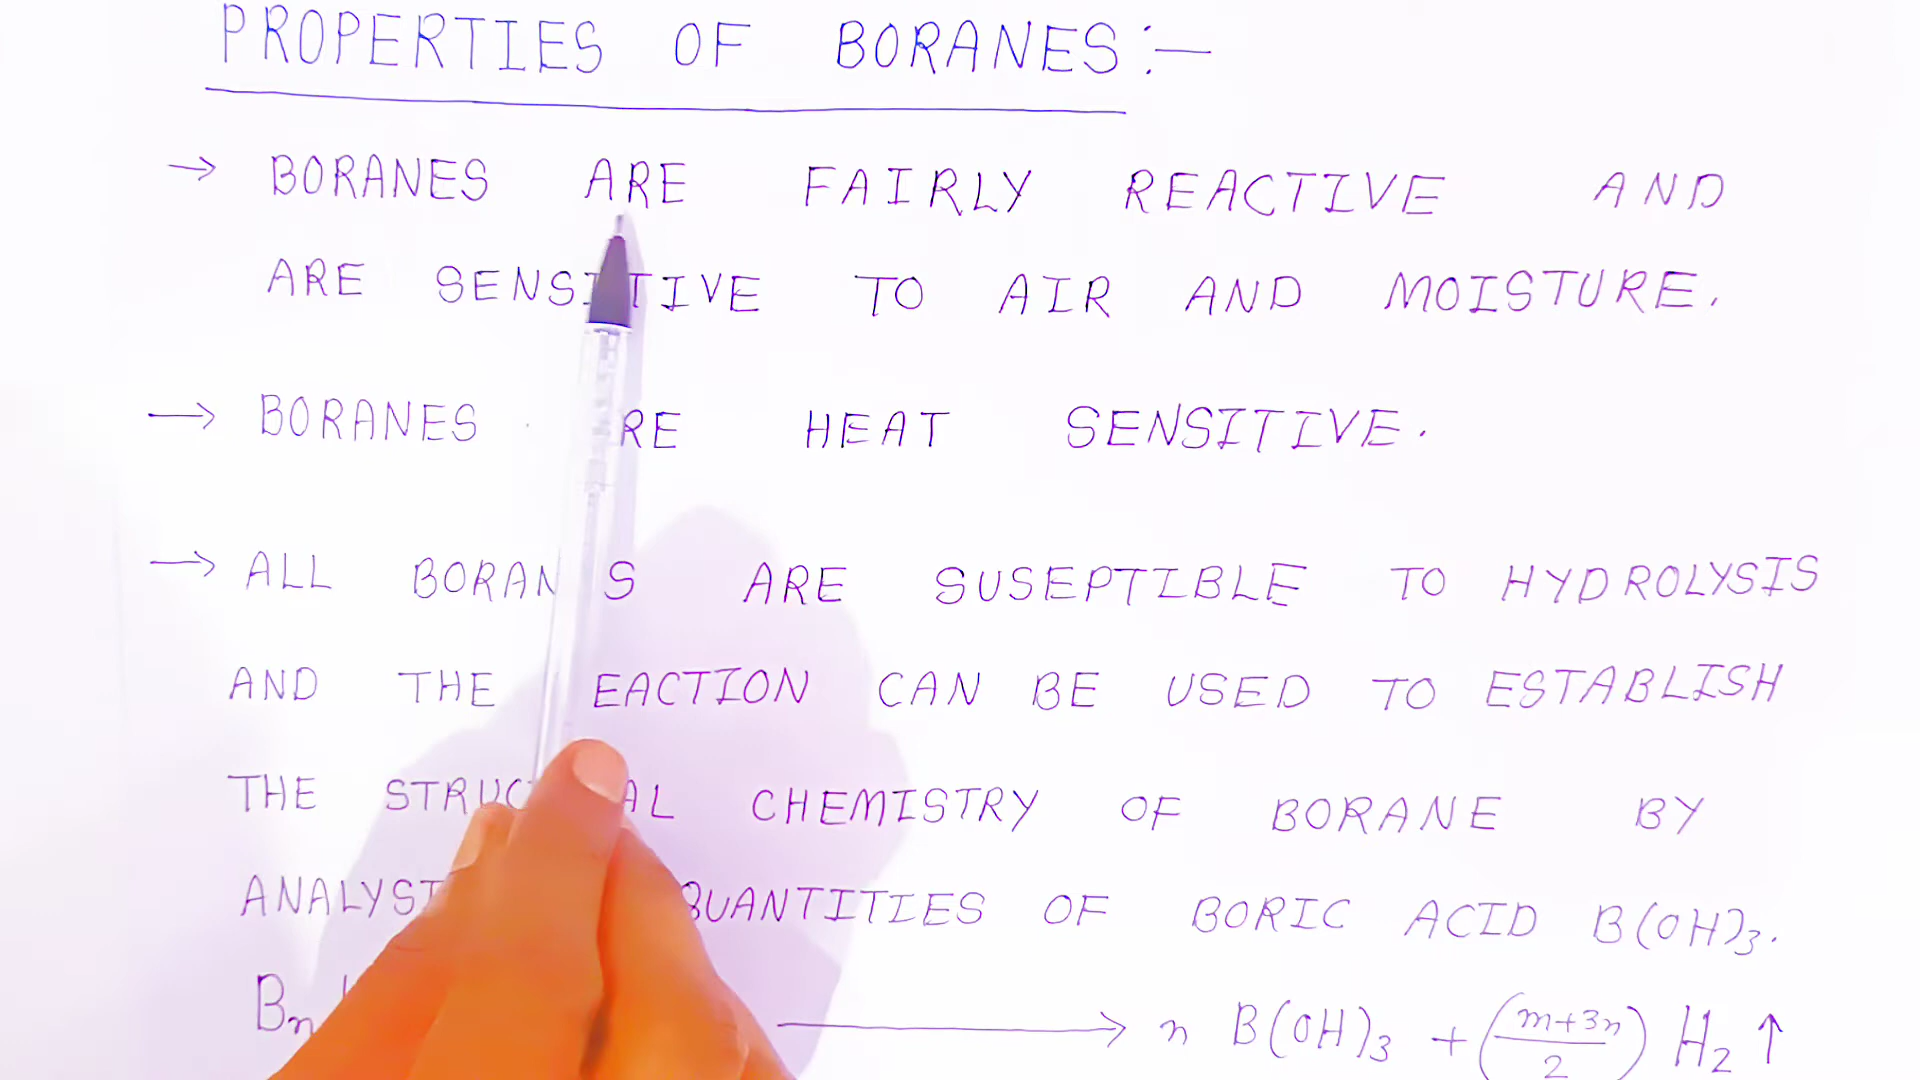 PROPERTIES OF BORANES:—
→ BORANES ARE FAIRLY REACTIVE AND
ARE SENSITIVE TO AIR AND MOISTURE.
→ BORANES RE HEAT SENSITIVE.
→ ALL BORAN S ARE SUSEPTIBLE TO HYDROLYSIS
AND THE EACTION CAN BE USED TO ESTABLISH
THE STRUC AL CHEMISTRY OF BORANE BY
ANALYS QUANTITIES OF BORIC ACID B(OH)₃.
Bₙ ⟶ n B(OH)₃ + (m+3n/2) H₂ ↑